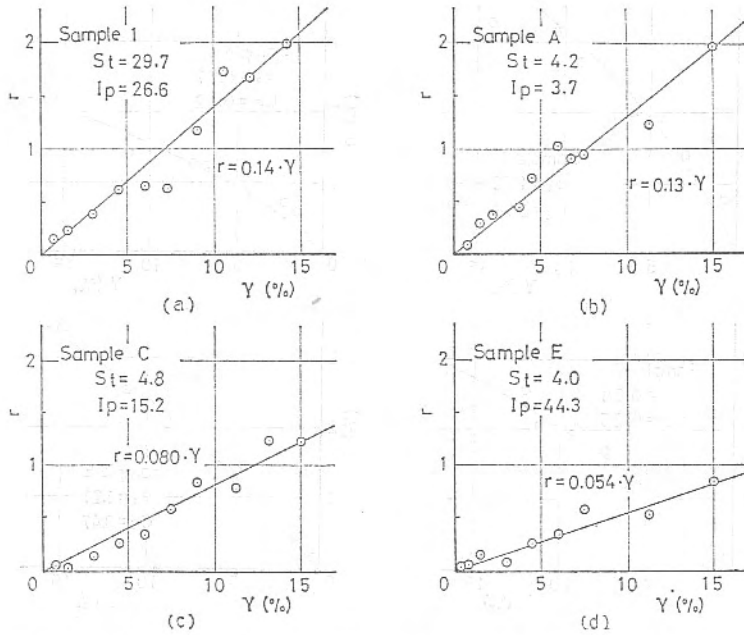 Sample 1
St=29.7
Ip=26.6
r=0.14·γ
r
2
1
0
5
10
15
γ (%)
(a)
Sample A
St=4.2
Ip=3.7
r=0.13·γ
r
2
1
0
5
10
15
γ (%)
(b)
Sample C
St=4.8
Ip=15.2
r=0.080·γ
r
2
1
0
5
10
15
γ (%)
(c)
Sample E
St=4.0
Ip=44.3
r=0.054·γ
r
2
1
0
5
10
15
γ (%)
(d)